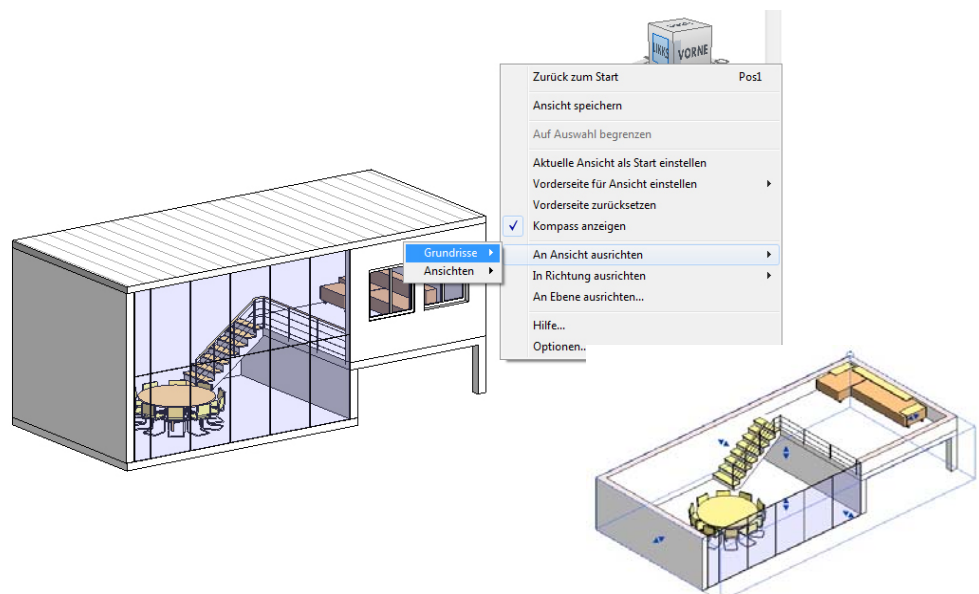 LINKS
VORNE
Zurück zum Start Pos1
Ansicht speichern
Auf Auswahl begrenzen
Aktuelle Ansicht als Start einstellen
Vorderseite für Ansicht einstellen
Vorderseite zurücksetzen
Kompass anzeigen
An Ansicht ausrichten
In Richtung ausrichten
An Ebene ausrichten...
Hilfe...
Optionen..
Grundrisse
Ansichten